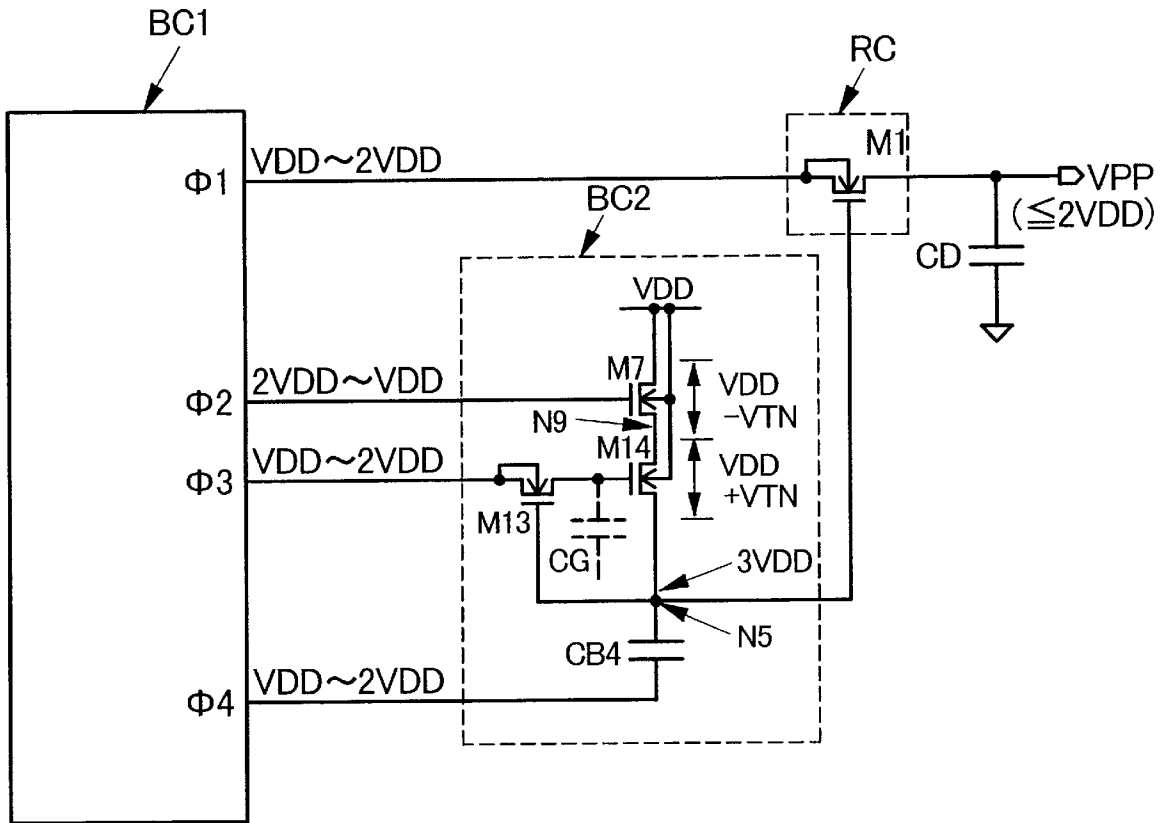 BC1
RC
VDD～2VDD
M1
Φ1
BC2
VPP
(≦2VDD)
CD
VDD
2VDD～VDD
M7
VDD
-VTN
Φ2
N9
M14
VDD～2VDD
VDD
+VTN
Φ3
M13
CG
3VDD
N5
CB4
VDD～2VDD
Φ4